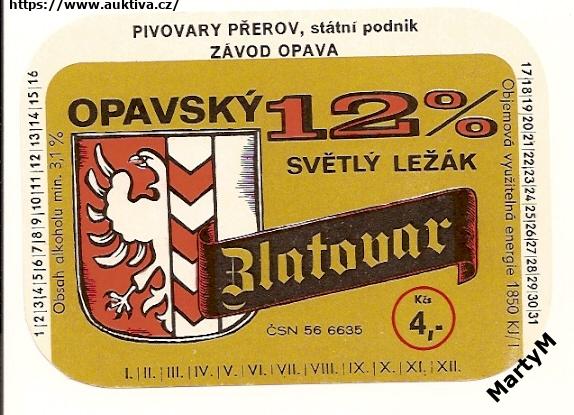 https://www.auktiva.cz/
PIVOVARY PŘEROV, státní podnik
ZÁVOD OPAVA
OPAVSKÝ 12%
SVĚTLÝ LEŽÁK
Zlatovar
Kčs
4,-
ČSN 56 6635
I.|II.|III.|IV.|V.|VI.|VII.|VIII.|IX.|X.|XI.|XII.
1|2|3|4|5|6|7|8|9|10|11|12|13|14|15|16
Obsah alkoholu min. 3,1 %
17|18|19|20|21|22|23|24|25|26|27|28|29|30|31
Objemová využitelná energie 1850 KJ|l
MartyM